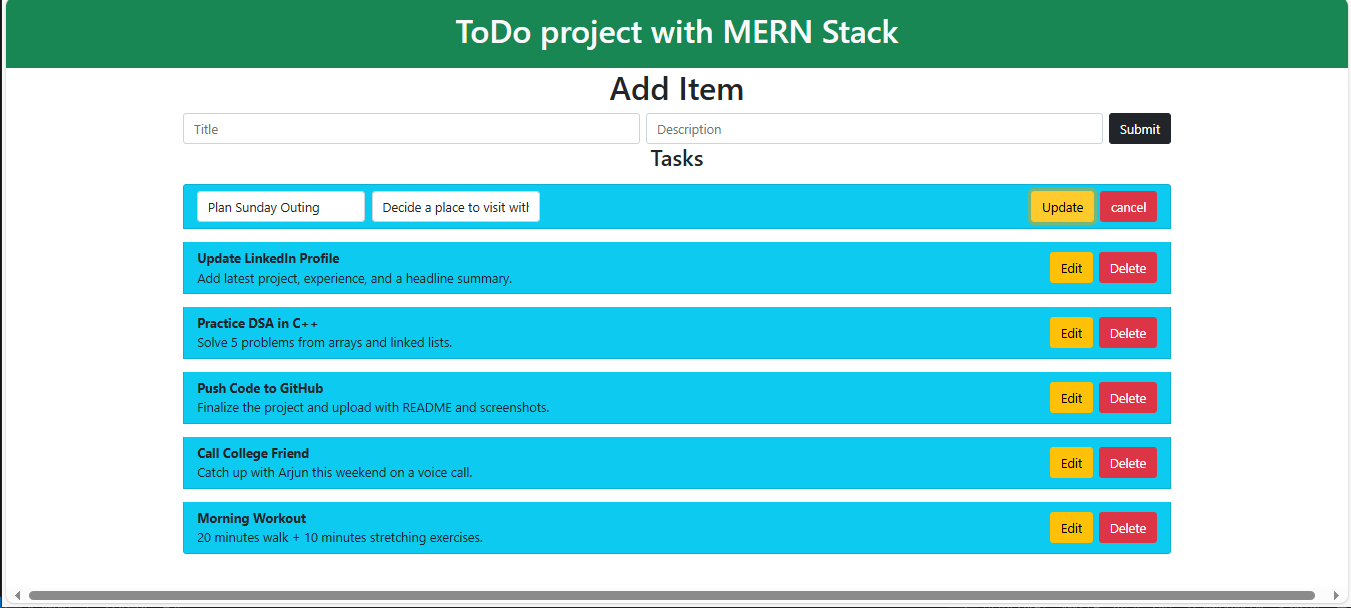 ToDo project with MERN Stack
Add Item
Title Description Submit
Tasks
Plan Sunday Outing Decide a place to visit with Update cancel
Update LinkedIn Profile
Add latest project, experience, and a headline summary.
Edit Delete
Practice DSA in C++
Solve 5 problems from arrays and linked lists.
Edit Delete
Push Code to GitHub
Finalize the project and upload with README and screenshots.
Edit Delete
Call College Friend
Catch up with Arjun this weekend on a voice call.
Edit Delete
Morning Workout
20 minutes walk + 10 minutes stretching exercises.
Edit Delete